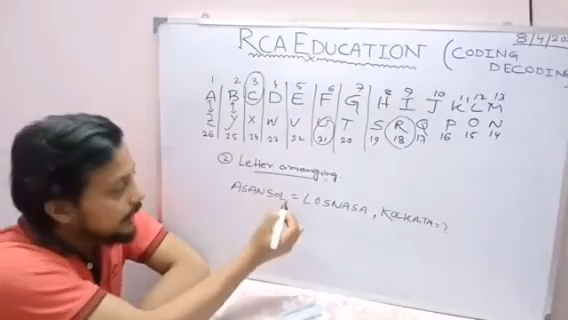 8/4/20
RCA EDUCATION (CODING
DECODING
1 2 3 4 5 6 7 8 9 10 11 12 13
A B C D E F G H I J K L M
Z Y X W V U T S R Q P O N
26 25 24 23 22 21 20 19 18 17 16 15 14
② Letter arranging.
ASANSOL = LOSNASA, KOLKATA = ?